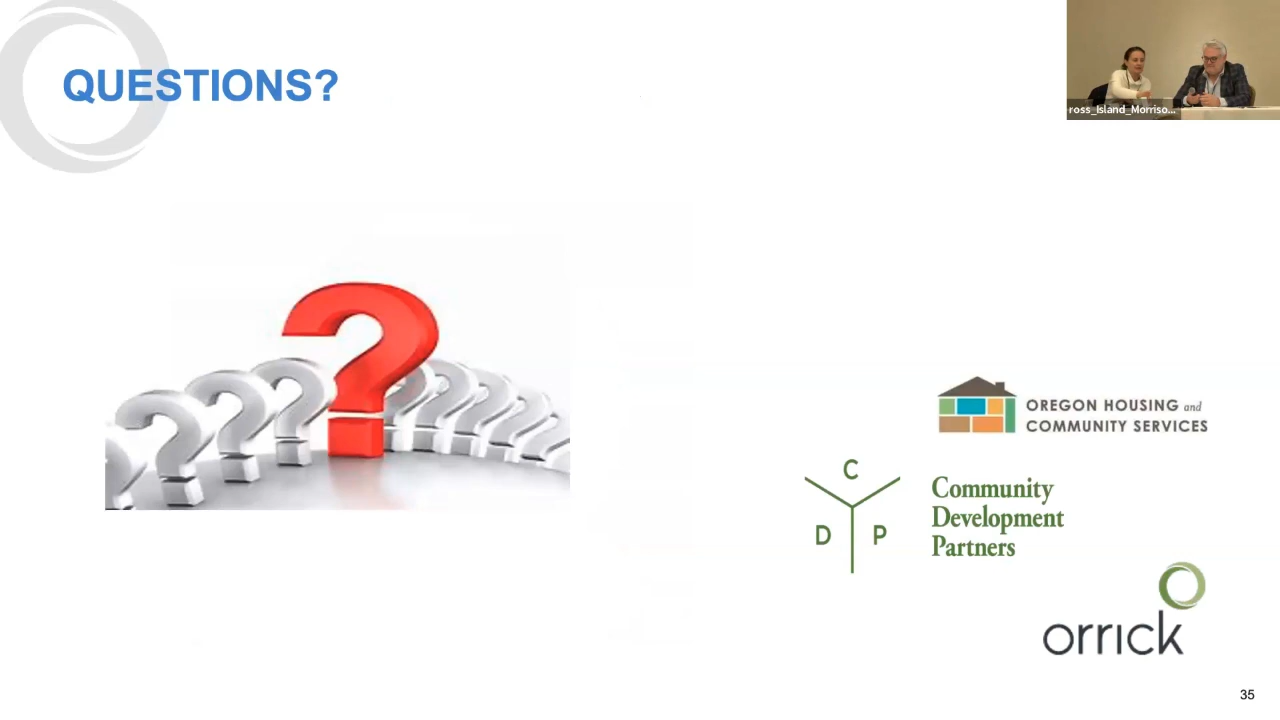 QUESTIONS?
ross_Island_Morriso...
OREGON HOUSING and
COMMUNITY SERVICES
C
D P
Community
Development
Partners
orrick
35